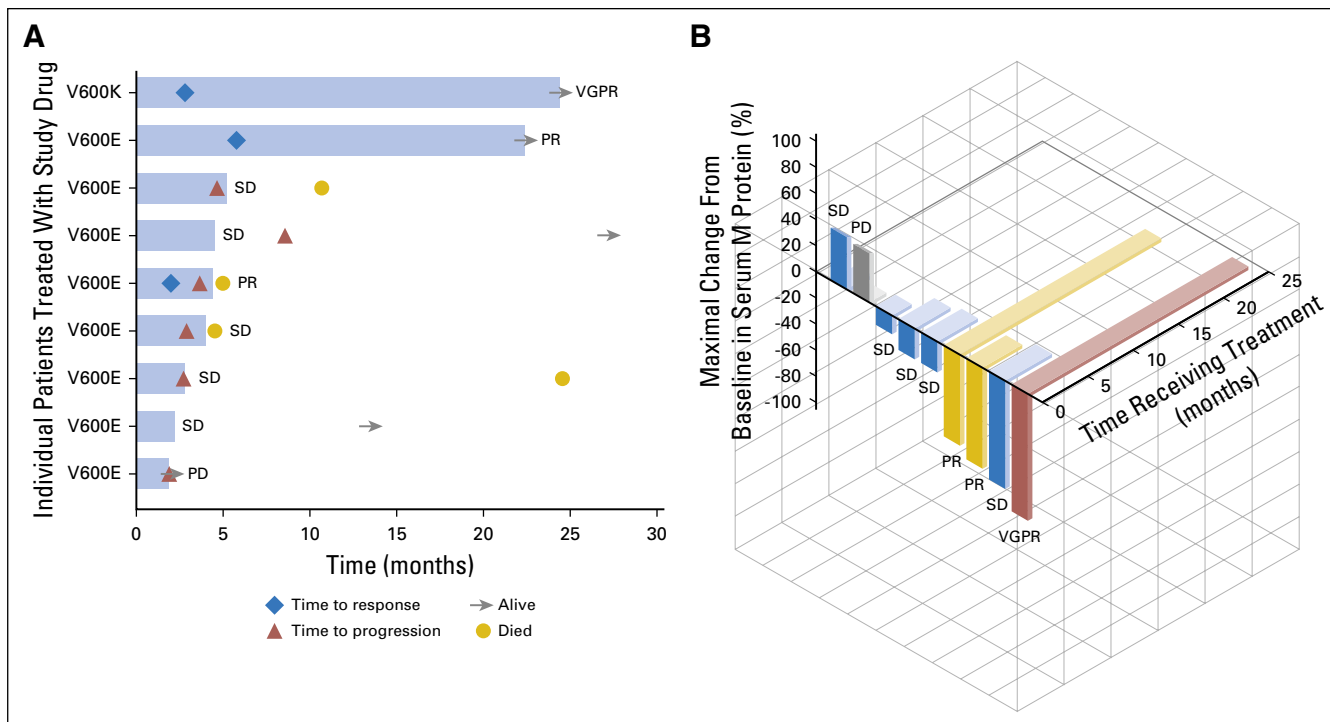 A
Individual Patients Treated With Study Drug
V600K
VGPR
V600E
PR
V600E
SD
V600E
SD
V600E
PR
V600E
SD
V600E
SD
V600E
SD
V600E
PD
0 5 10 15 20 25 30
Time (months)
Time to response
Alive
Time to progression
Died
B
Maximal Change From
Baseline in Serum M Protein (%)
100
80
60
40
20
0
-20
-40
-60
-80
-100
SD
PD
SD
SD
SD
PR
PR
SD
VGPR
0
5
10
15
20
25
Time Receiving Treatment
(months)